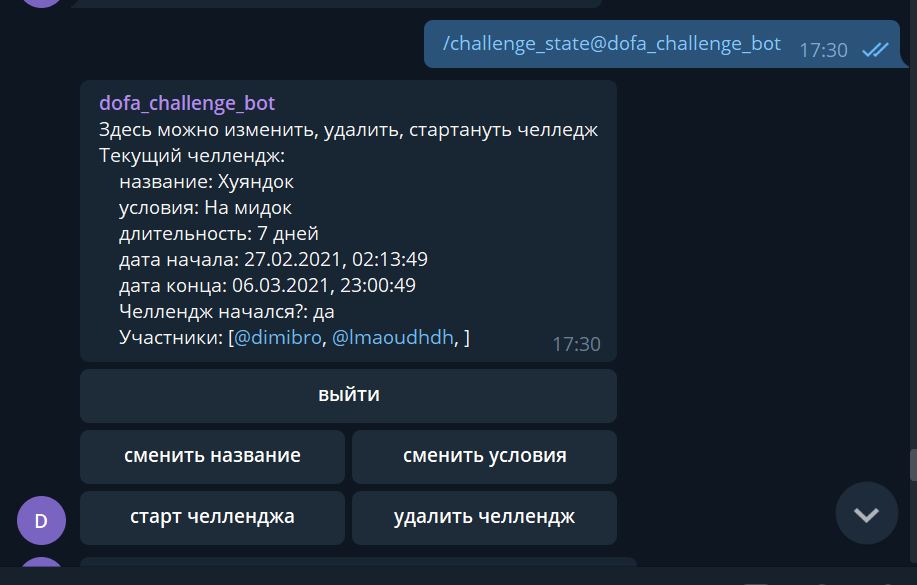 /challenge_state@dofa_challenge_bot 17:30
dofa_challenge_bot
Здесь можно изменить, удалить, стартануть челледж
Текущий челлендж:
название: Хуяндок
условия: На мидок
длительность: 7 дней
дата начала: 27.02.2021, 02:13:49
дата конца: 06.03.2021, 23:00:49
Челлендж начался?: да
Участники: [@dimibro, @lmaoudhdh, ]
17:30
выйти
сменить название
сменить условия
старт челленджа
удалить челлендж
D